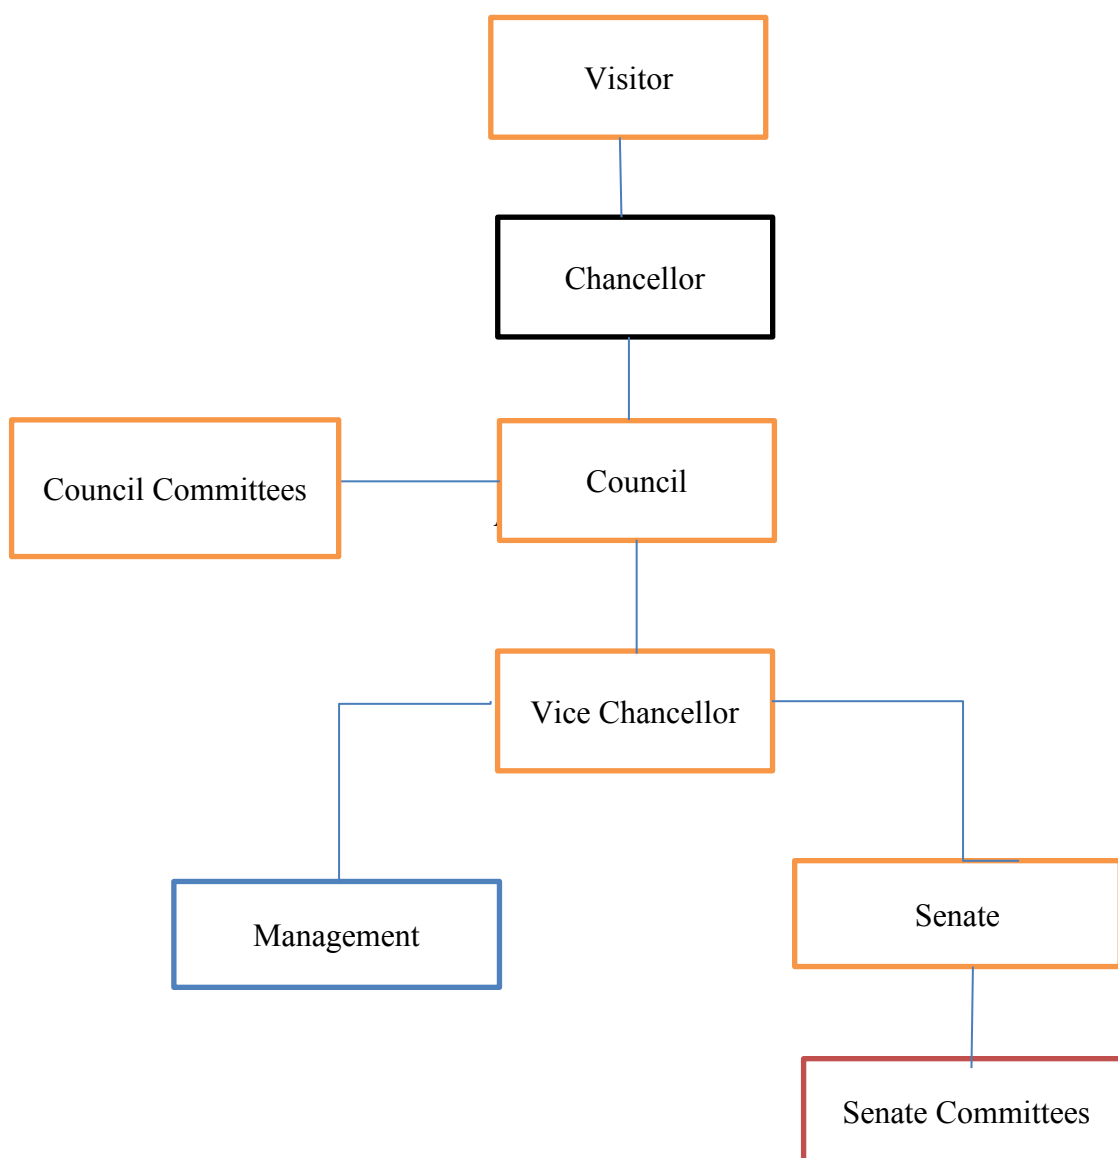 Visitor
Chancellor
Council Committees
Council
Vice Chancellor
Management
Senate
Senate Committees